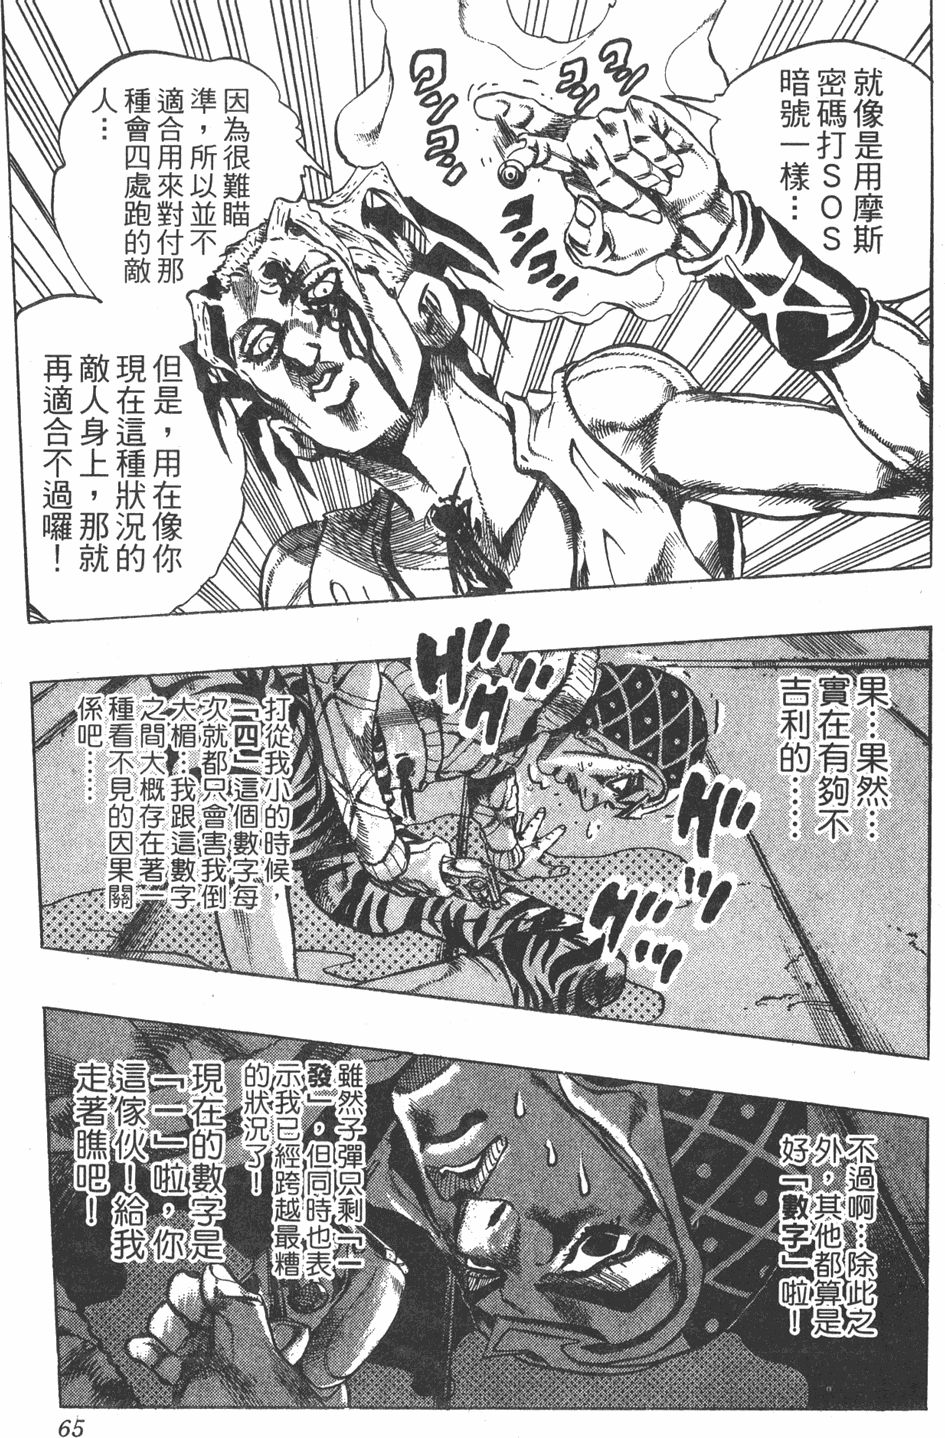 就像是用摩斯
密碼打SOS
暗號一樣…
因為很難瞄
準，所以並不
適合用來對付那
種會四處跑的敵
人…
但是，用在像你
現在這種狀況的
敵人身上，那就
再適合不過囉！
果…果然…
實在有夠不
吉利的……
打從我小的時候，
「四」這個數字每
次就都只會害我倒
大楣…我跟這數字
之間大概存在著一
種看不見的因果關
係吧……
不過啊…除此之
外，其他都算是
好「數字」啦！
雖然子彈只剩「一
發」，但同時也表
示我已經跨越最糟
的狀況了！
現在的數字是
「一」啦，你
這傢伙！給我
走著瞧吧！
65